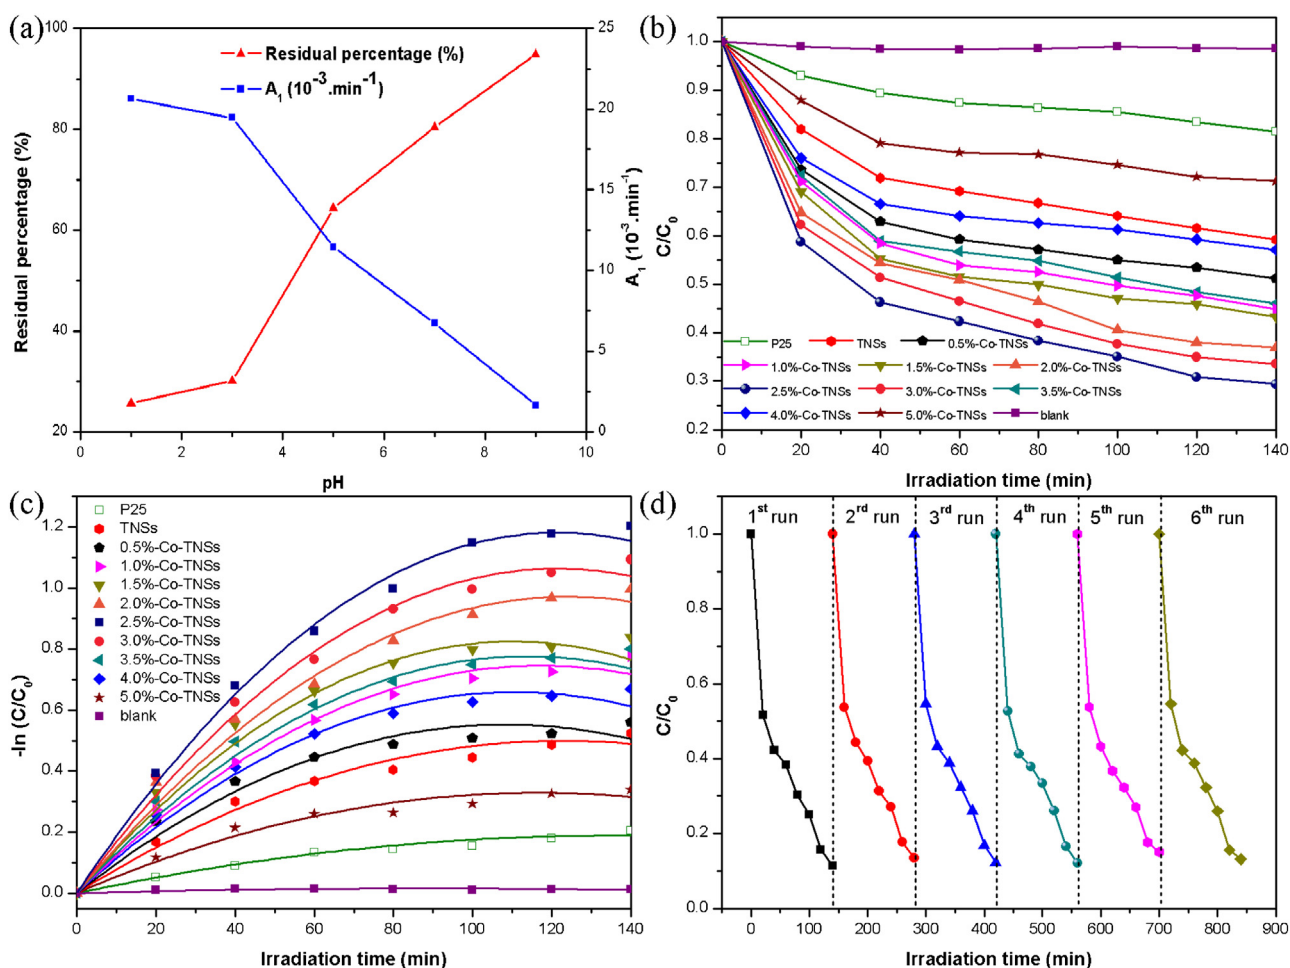 (a)
Residual percentage (%)
A1 (10^-3.min^-1)
100
80
60
40
20
25
20
15
10
5
0
0 2 4 6 8 10
pH
Residual percentage (%)
A1 (10^-3.min^-1)
(b)
1.0
0.9
0.8
0.7
0.6
0.5
0.4
0.3
0.2
C/C0
P25 TNSs 0.5%-Co-TNSs
1.0%-Co-TNSs 1.5%-Co-TNSs 2.0%-Co-TNSs
2.5%-Co-TNSs 3.0%-Co-TNSs 3.5%-Co-TNSs
4.0%-Co-TNSs 5.0%-Co-TNSs blank
0 20 40 60 80 100 120 140
Irradiation time (min)
(c)
P25
TNSs
0.5%-Co-TNSs
1.0%-Co-TNSs
1.5%-Co-TNSs
2.0%-Co-TNSs
2.5%-Co-TNSs
3.0%-Co-TNSs
3.5%-Co-TNSs
4.0%-Co-TNSs
5.0%-Co-TNSs
blank
1.2
1.0
0.8
0.6
0.4
0.2
0.0
-ln (C/C0)
20 40 60 80 100 120 140
Irradiation time (min)
(d)
1st run 2rd run 3rd run 4th run 5th run 6th run
1.0
0.8
0.6
0.4
0.2
0.0
C/C0
0 100 200 300 400 500 600 700 800 900
Irradiation time (min)